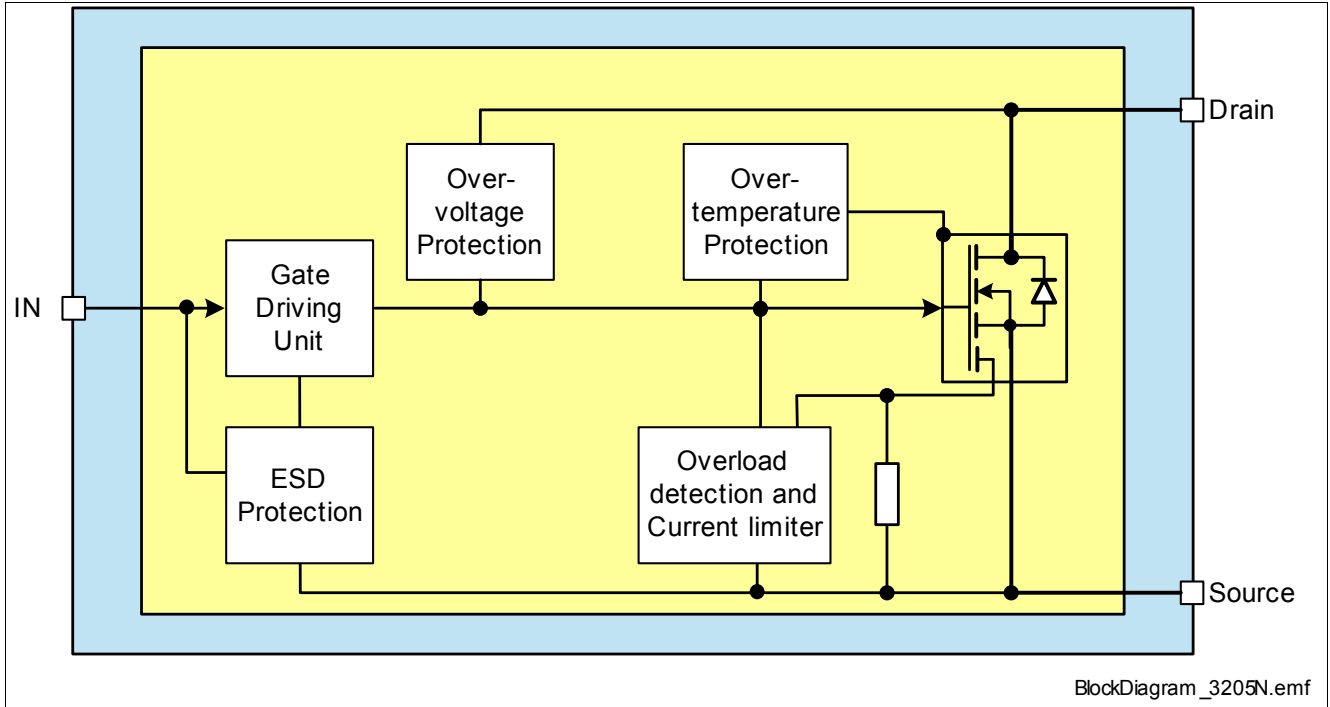 Drain
Over-
voltage
Protection
Over-
temperature
Protection
IN
Gate
Driving
Unit
ESD
Protection
Overload
detection and
Current limiter
Source
BlockDiagram_3205N.emf